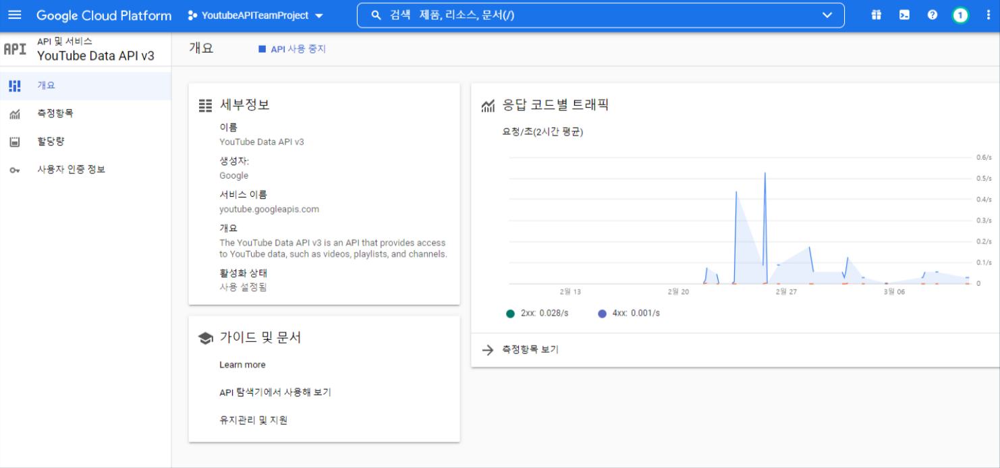 Google Cloud Platform
YoutubeAPITeamProject
검색 제품, 리소스, 문서(/)
1
API
API 및 서비스
YouTube Data API v3
개요
측정항목
할당량
사용자 인증 정보
개요
API 사용 중지
세부정보
이름
YouTube Data API v3
생성자:
Google
서비스 이름
youtube.googleapis.com
개요
The YouTube Data API v3 is an API that provides access
to YouTube data, such as videos, playlists, and channels.
활성화 상태
사용 설정됨
가이드 및 문서
Learn more
API 탐색기에서 사용해 보기
유지관리 및 지원
응답 코드별 트래픽
요청/초(2시간 평균)
0.6/s
0.5/s
0.4/s
0.3/s
0.2/s
0.1/s
0
2월 13 2월 20 2월 27 3월 06
2xx: 0.028/s 4xx: 0.001/s
측정항목 보기